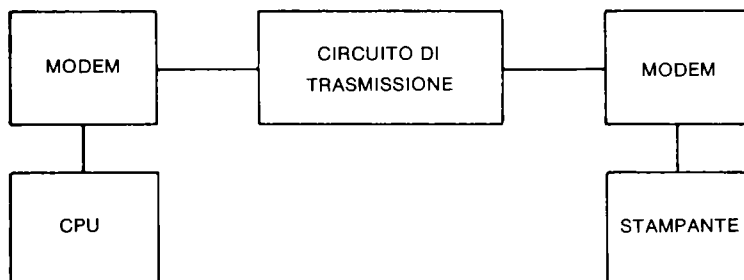 MODEM
CIRCUITO DI
TRASMISSIONE
MODEM
CPU
STAMPANTE